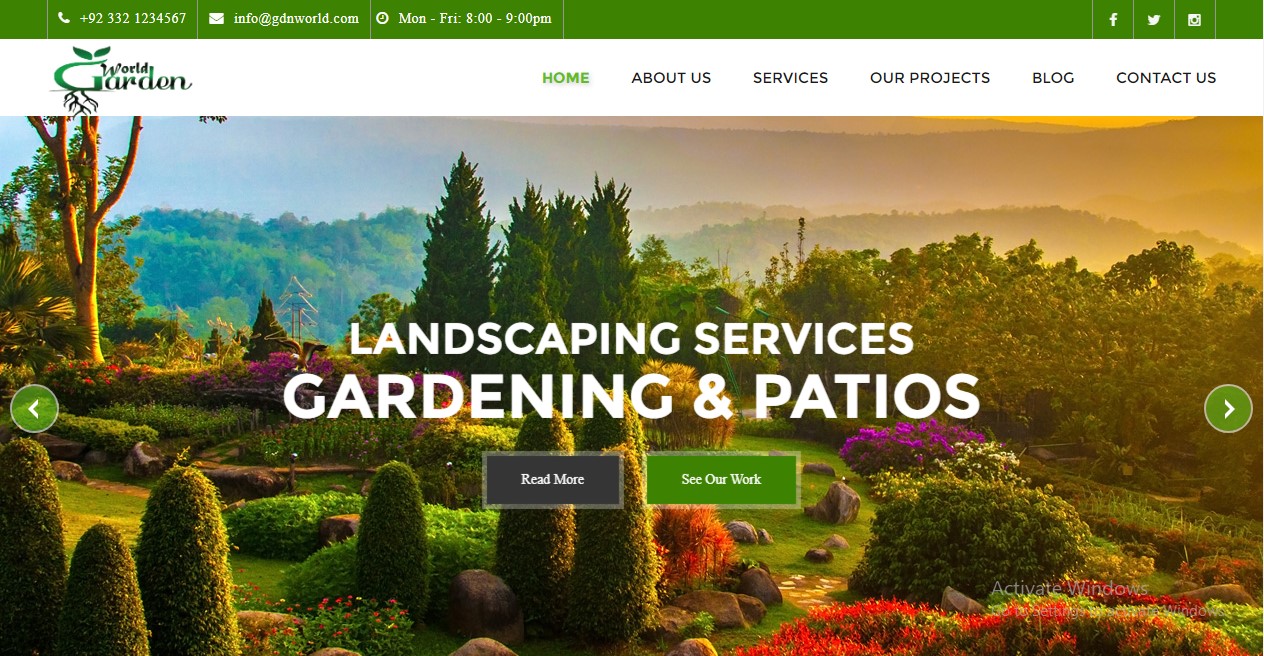 +92 332 1234567 info@gdnworld.com Mon - Fri: 8:00 - 9:00pm
World
Garden
HOME ABOUT US SERVICES OUR PROJECTS BLOG CONTACT US
LANDSCAPING SERVICES
GARDENING & PATIOS
Read More See Our Work
Activate Windows
Windows